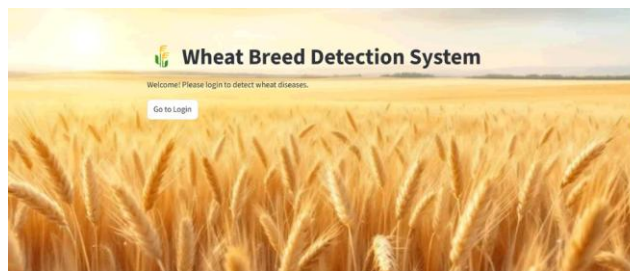 Wheat Breed Detection System
Welcome! Please login to detect wheat diseases.
Go to Login